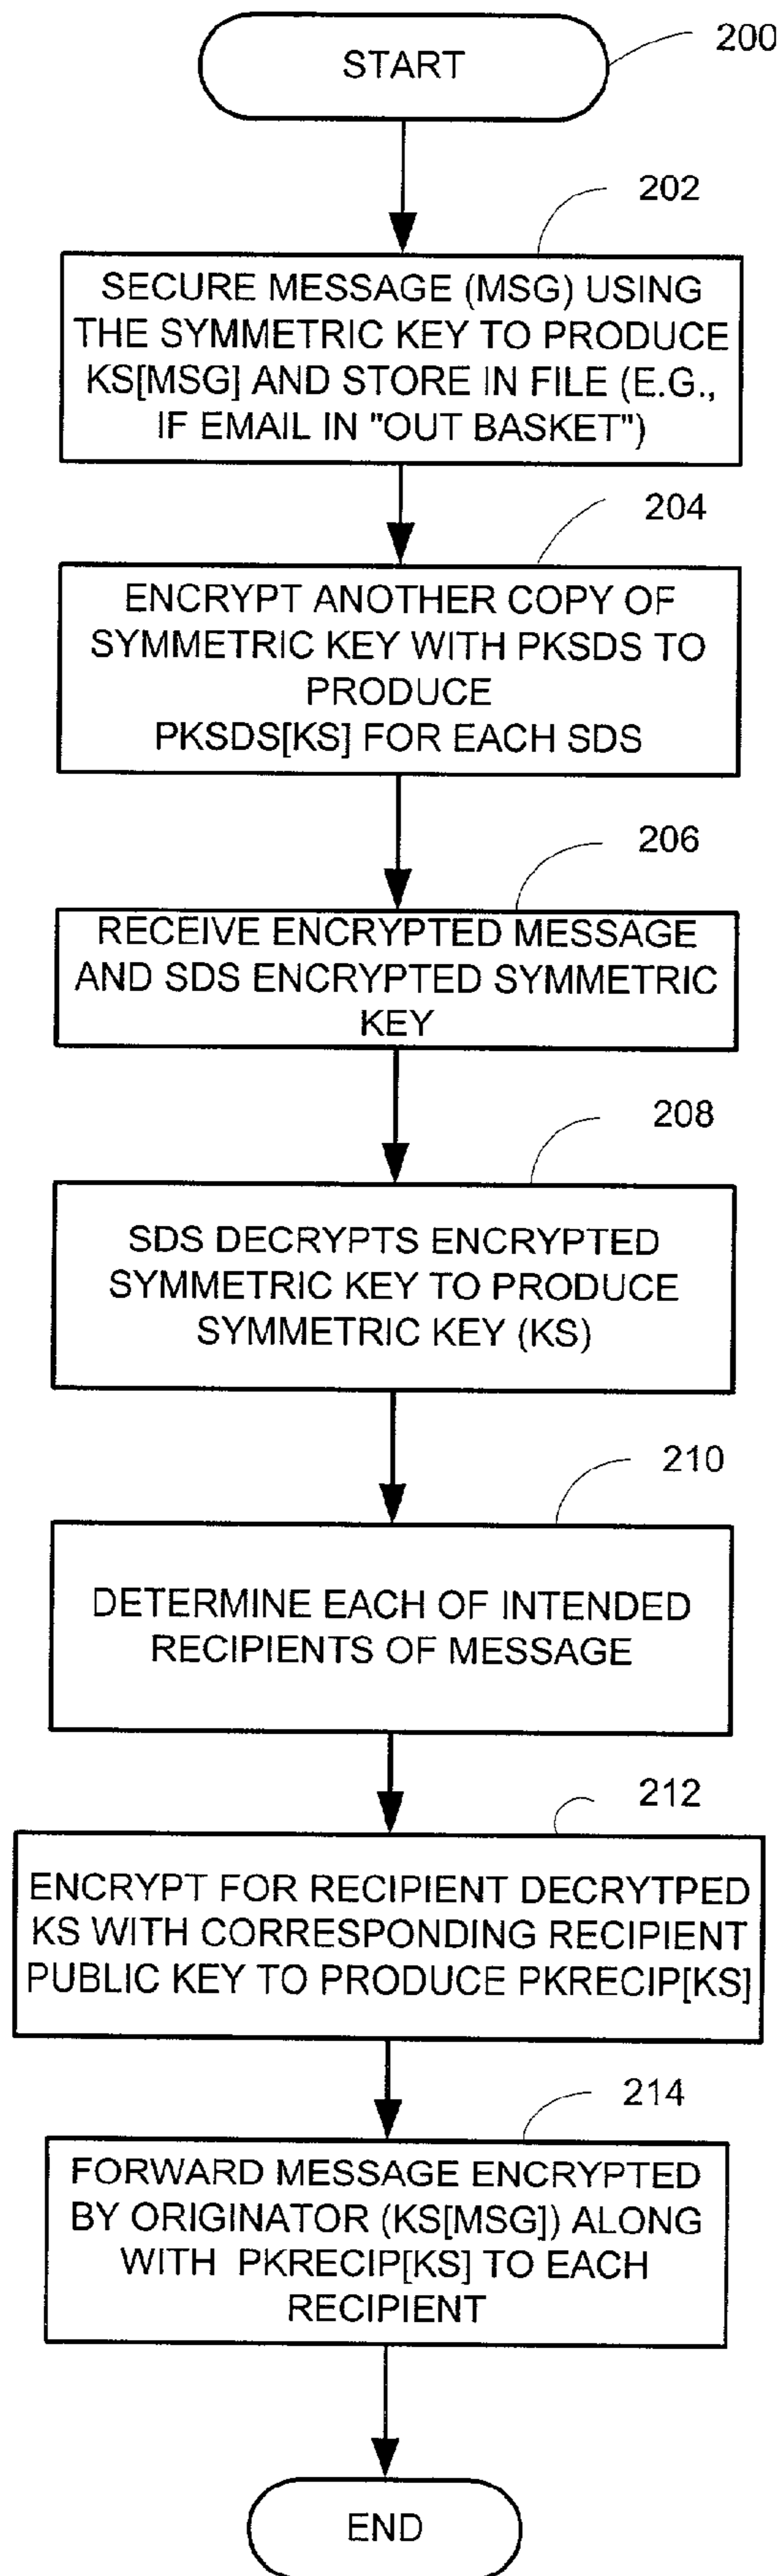 START
200
202
SECURE MESSAGE (MSG) USING
THE SYMMETRIC KEY TO PRODUCE
KS[MSG] AND STORE IN FILE (E.G.,
IF EMAIL IN "OUT BASKET")
204
ENCRYPT ANOTHER COPY OF
SYMMETRIC KEY WITH PKSDS TO
PRODUCE
PKSDS[KS] FOR EACH SDS
206
RECEIVE ENCRYPTED MESSAGE
AND SDS ENCRYPTED SYMMETRIC
KEY
208
SDS DECRYPTS ENCRYPTED
SYMMETRIC KEY TO PRODUCE
SYMMETRIC KEY (KS)
210
DETERMINE EACH OF INTENDED
RECIPIENTS OF MESSAGE
212
ENCRYPT FOR RECIPIENT DECRYTPED
KS WITH CORRESPONDING RECIPIENT
PUBLIC KEY TO PRODUCE PKRECIP[KS]
214
FORWARD MESSAGE ENCRYPTED
BY ORIGINATOR (KS[MSG]) ALONG
WITH PKRECIP[KS] TO EACH
RECIPIENT
END